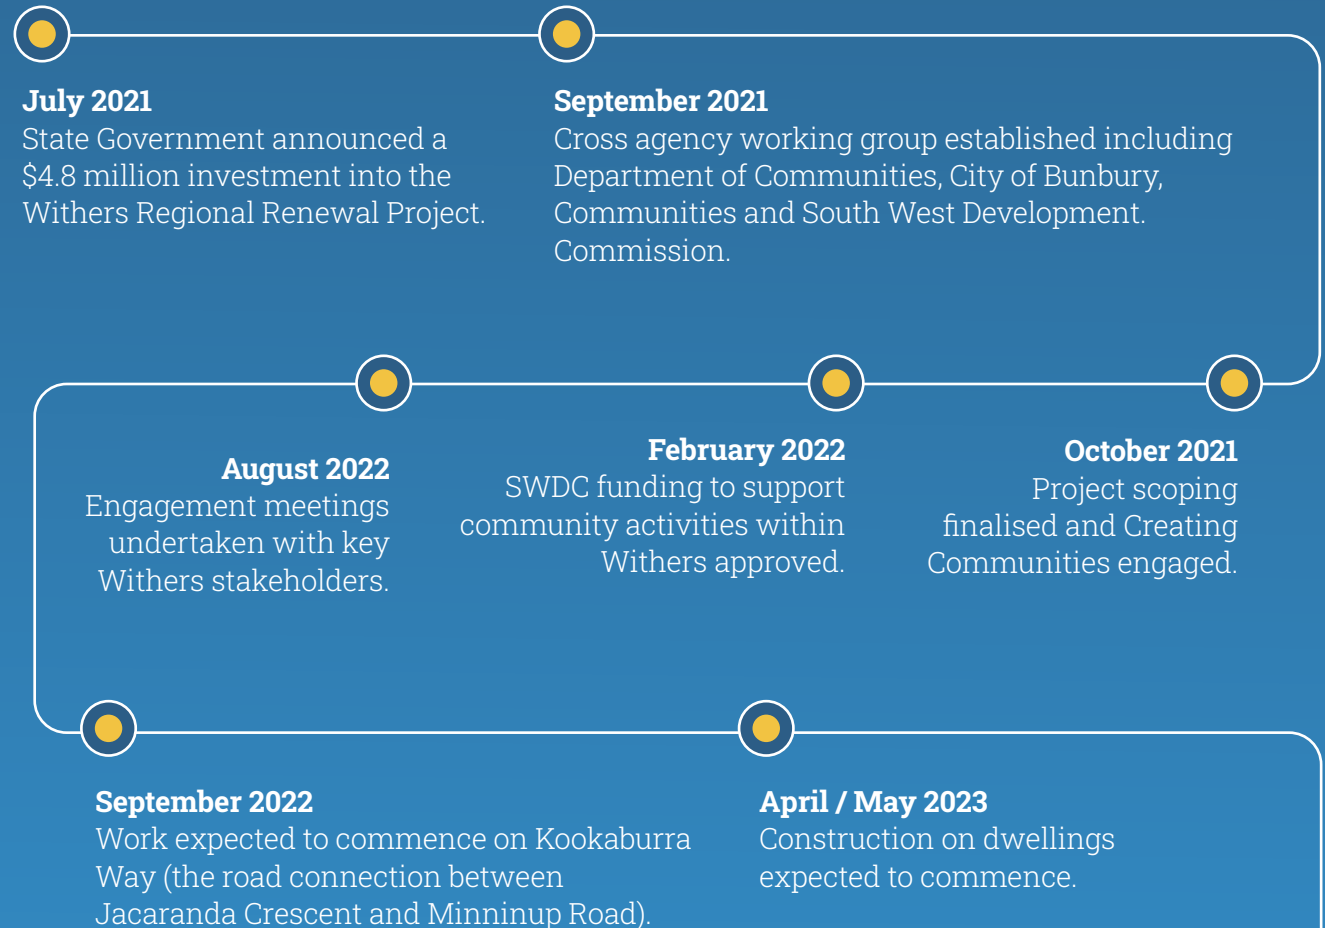 July 2021
State Government announced a
$4.8 million investment into the
Withers Regional Renewal Project.
September 2021
Cross agency working group established including
Department of Communities, City of Bunbury,
Communities and South West Development.
Commission.
October 2021
Project scoping
finalised and Creating
Communities engaged.
February 2022
SWDC funding to support
community activities within
Withers approved.
August 2022
Engagement meetings
undertaken with key
Withers stakeholders.
September 2022
Work expected to commence on Kookaburra
Way (the road connection between
Jacaranda Crescent and Minninup Road).
April / May 2023
Construction on dwellings
expected to commence.